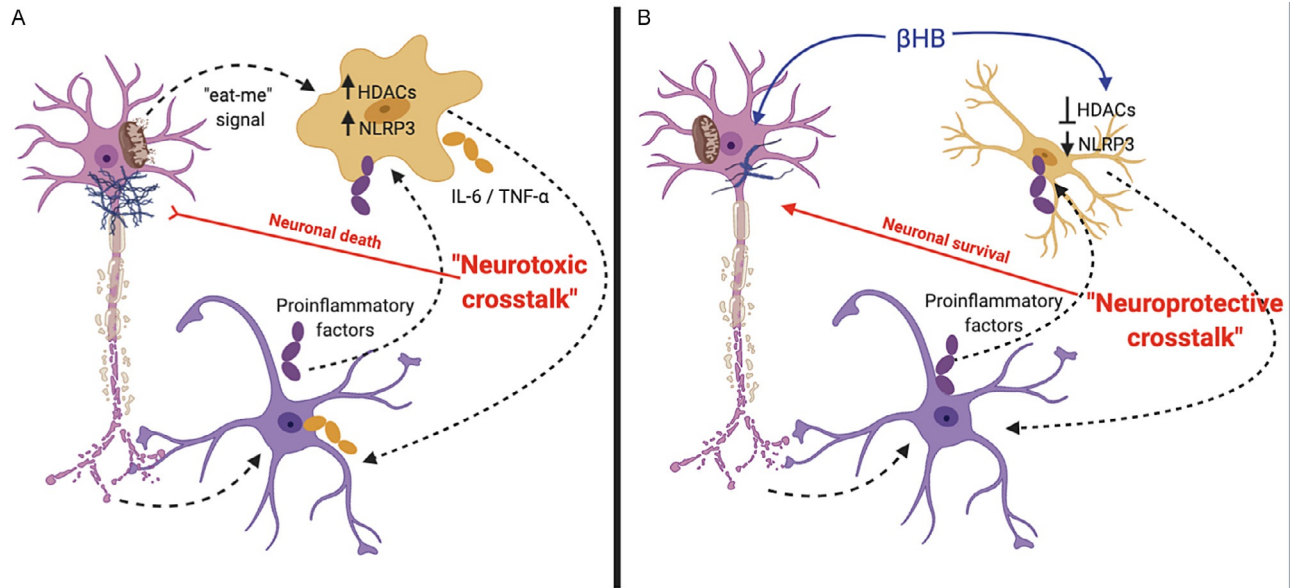 A
"eat-me"
signal
HDACs
NLRP3
IL-6 / TNF-α
Neuronal death
"Neurotoxic
crosstalk"
Proinflammatory
factors
B
βHB
HDACs
NLRP3
Neuronal survival
"Neuroprotective
crosstalk"
Proinflammatory
factors